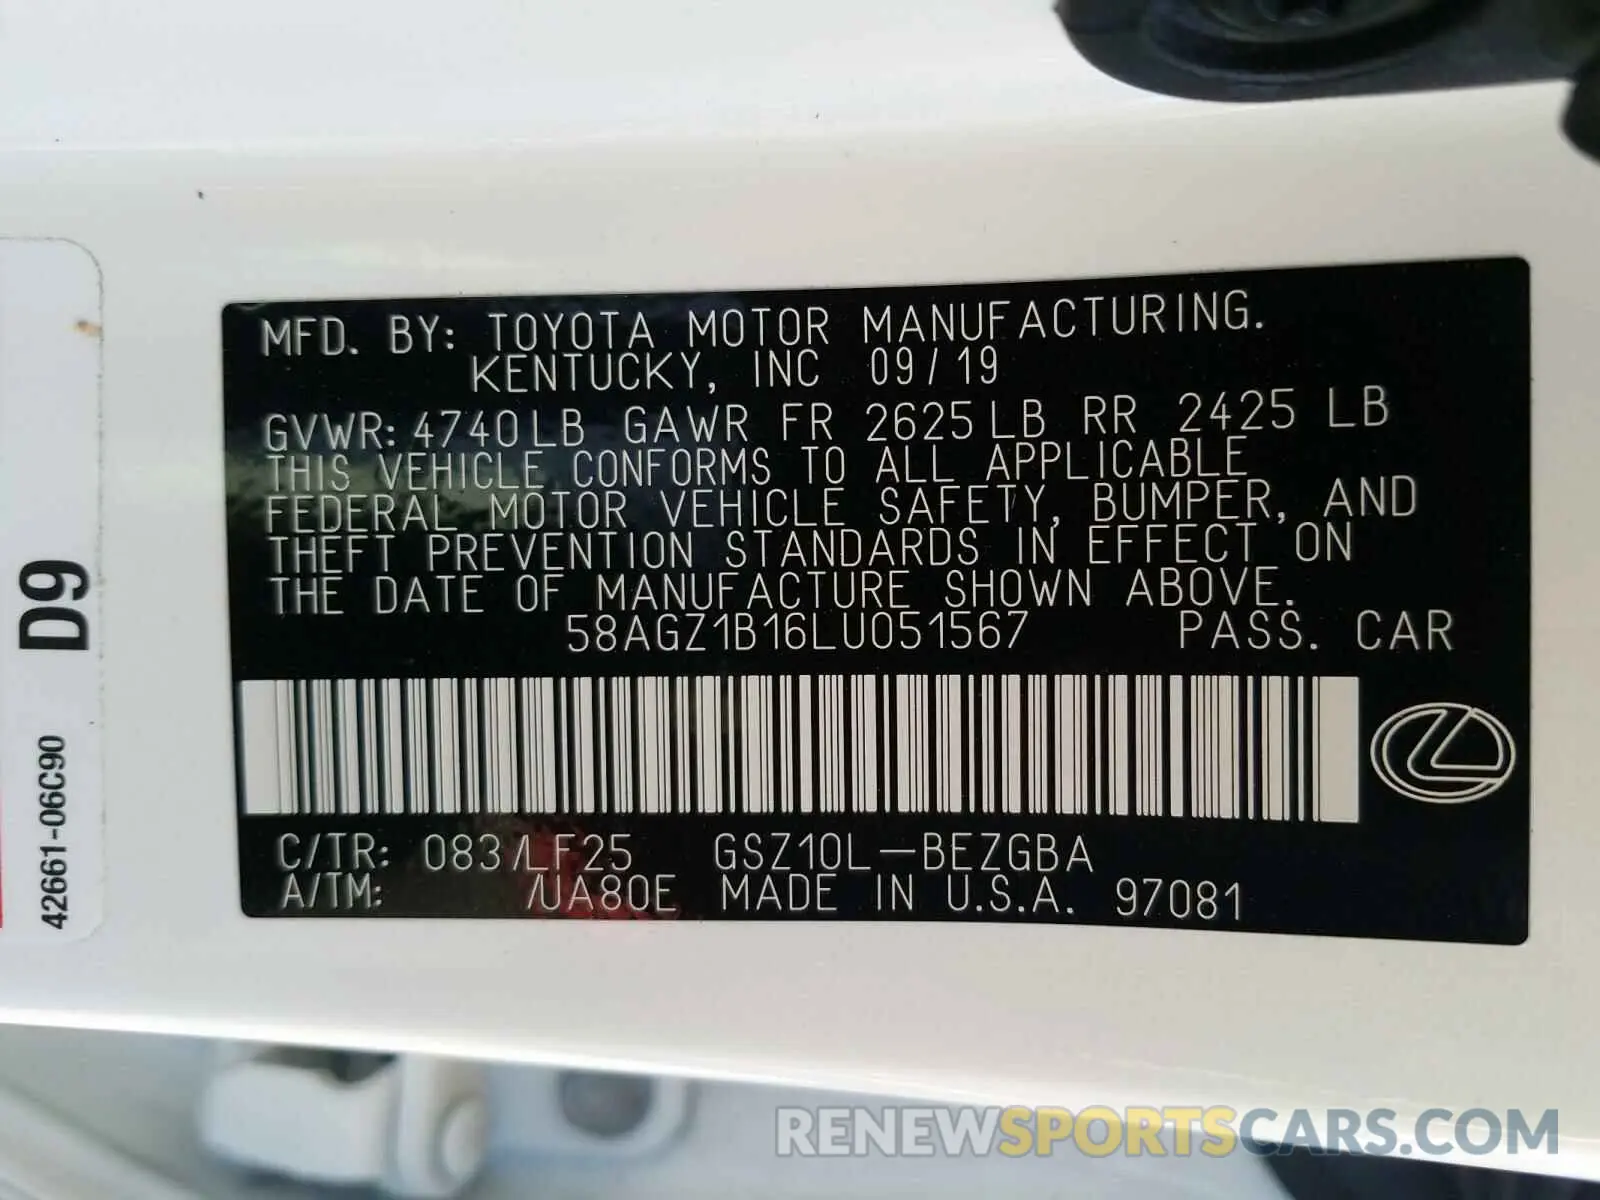 MFD. BY: TOYOTA MOTOR MANUFACTURING.
KENTUCKY, INC 09/19
GVWR: 4740LB GAWR FR 2625LB RR 2425 LB
THIS VEHICLE CONFORMS TO ALL APPLICABLE
FEDERAL MOTOR VEHICLE SAFETY, BUMPER, AND
THEFT PREVENTION STANDARDS IN EFFECT ON
THE DATE OF MANUFACTURE SHOWN ABOVE.
58AGZ1B16LU051567 PASS. CAR
C/TR: 083/LF25 GSZ10L-BEZGBA
A/TM: /UA80E MADE IN U.S.A. 97081
D9
42661-06C90
RENEWSPORTSCARS.COM